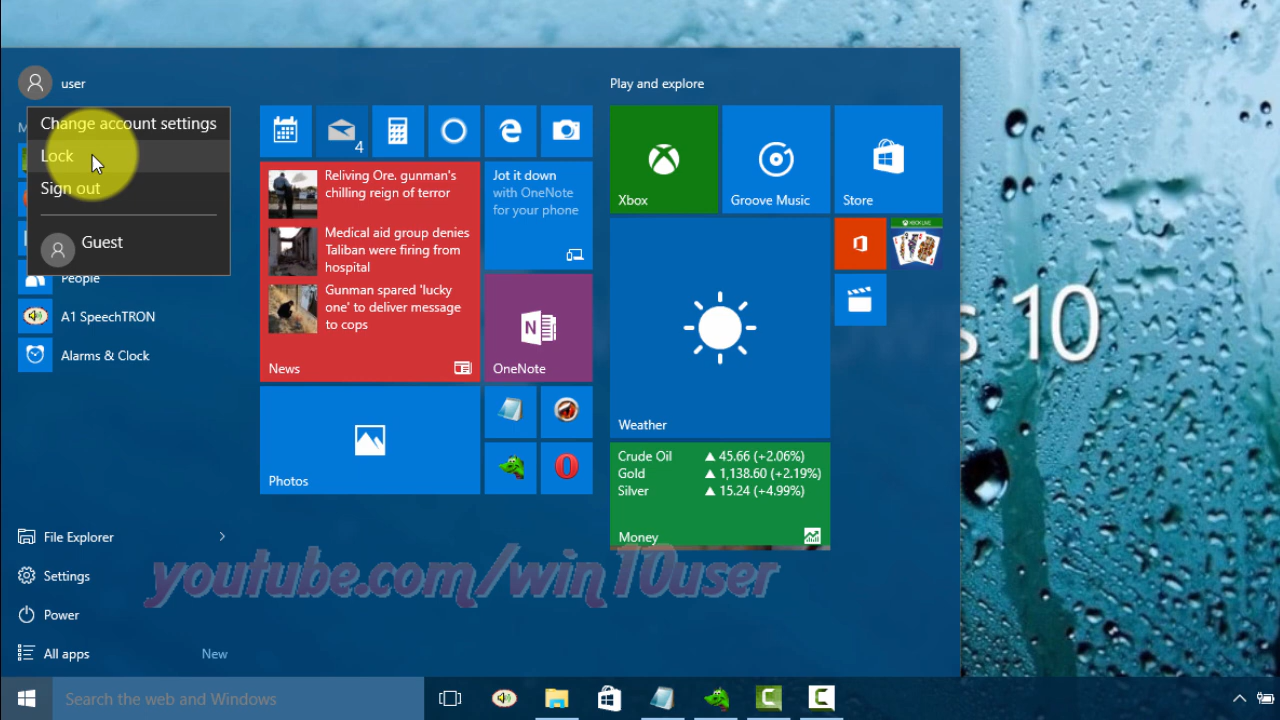 user
Change account settings
Lock
Sign out
Guest
M
People
A1 SpeechTRON
Alarms & Clock
File Explorer
Settings
Power
All apps
New
4
Reliving Ore. gunman's
chilling reign of terror
Medical aid group denies
Taliban were firing from
hospital
Gunman spared 'lucky
one' to deliver message
to cops
News
Jot it down
with OneNote
for your phone
N
OneNote
Photos
Play and explore
Xbox
Groove Music
Store
XBOX LIVE
Weather
Crude Oil ▲ 45.66 (+2.06%)
Gold ▲ 1,138.60 (+2.19%)
Silver ▲ 15.24 (+4.99%)
Money
s 10
youtube.com/win10user
Search the web and Windows